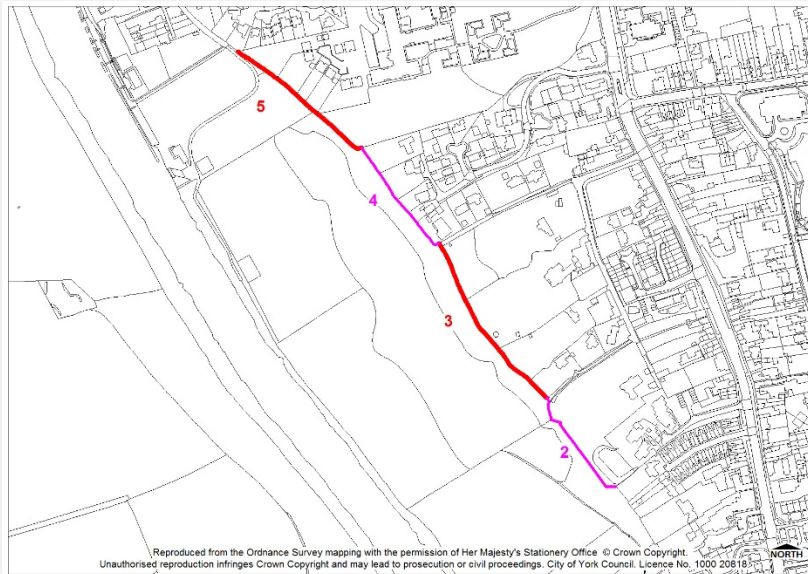 5
4
3
2
NORTH
Reproduced from the Ordnance Survey mapping with the permission of Her Majesty's Stationery Office © Crown Copyright.
Unauthorised reproduction infringes Crown Copyright and may lead to prosecution or civil proceedings. City of York Council. Licence No. 1000 20818